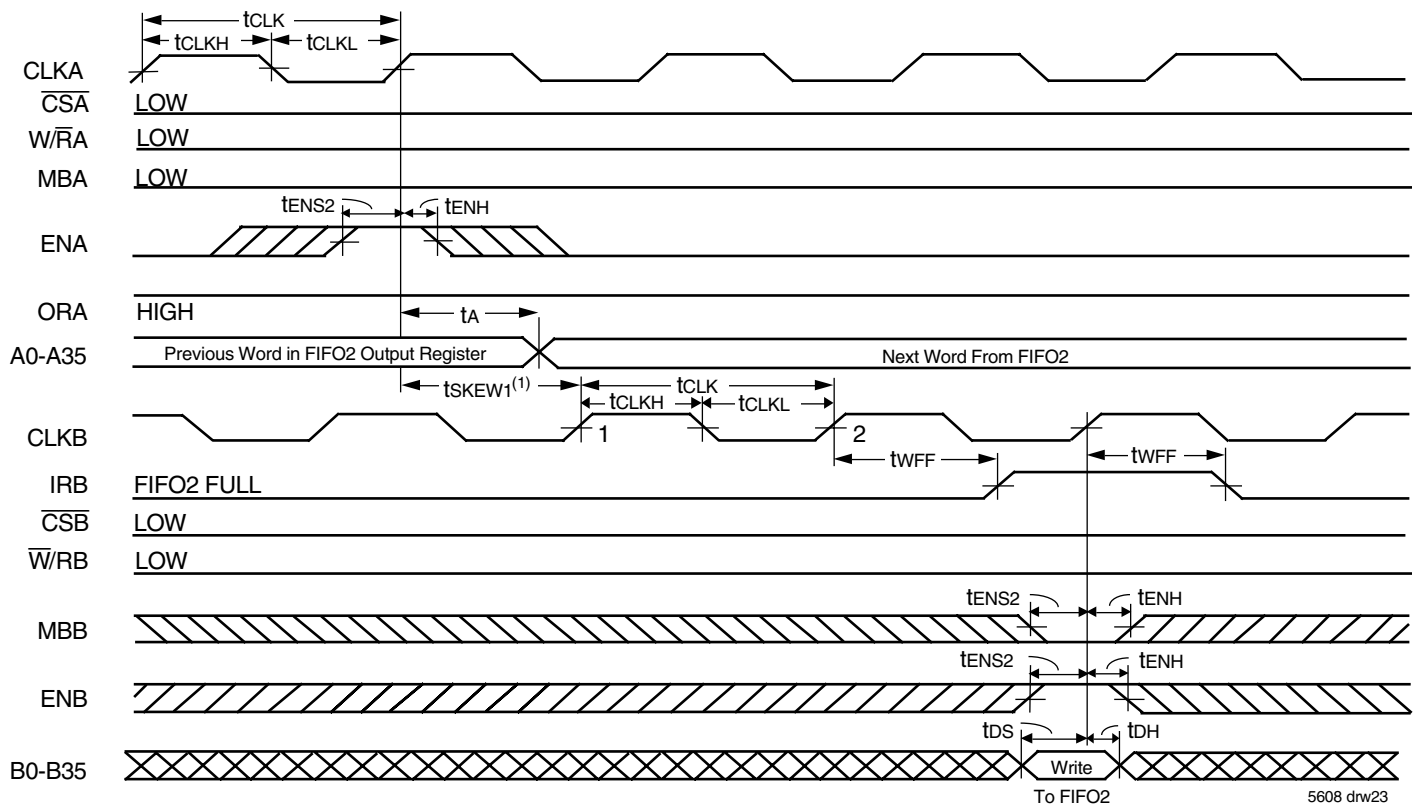 tCLK
tCLKH tCLKL
CLKA
CSA LOW
W/RA LOW
MBA LOW
tENS2 tENH
ENA
ORA HIGH
tA
A0-A35 Previous Word in FIFO2 Output Register Next Word From FIFO2
tSKEW1(1) tCLK
tCLKH tCLKL
CLKB 1 2
tWFF tWFF
IRB FIFO2 FULL
CSB LOW
W/RB LOW
tENS2 tENH
MBB
tENS2 tENH
ENB
tDS tDH
B0-B35 Write
To FIFO2 5608 drw23